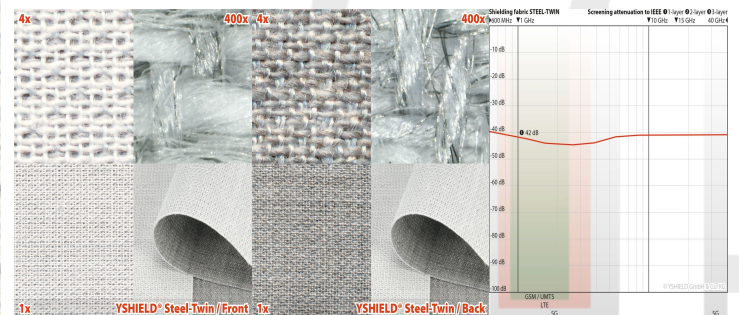 4x
400x
4x
400x
1x
YSHIELD® Steel-Twin / Front
1x
YSHIELD® Steel-Twin / Back
Shielding fabric STEEL-TWIN
Screening attenuation to IEEE ❶1-layer ❷2-layer ❸3-layer
▼600 MHz ▼1 GHz ▼10 GHz ▼15 GHz 40 GHz▼
-10 dB
-20 dB
-30 dB
-40 dB
❶ 42 dB
-50 dB
-60 dB
-70 dB
-80 dB
-90 dB
-100 dB
© YSHIELD GmbH & Co. KG
GSM / UMTS
LTE
5G
5G